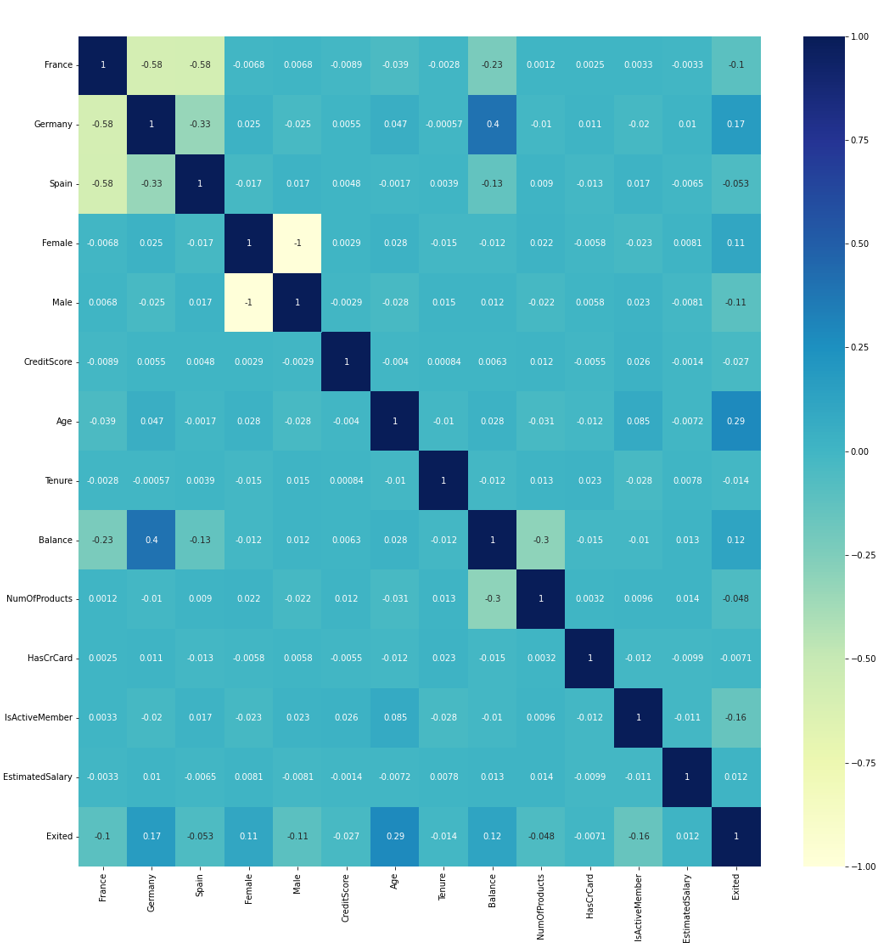 France 1 -0.58 -0.58 -0.0068 0.0068 -0.0089 -0.039 -0.0028 -0.23 0.0012 0.0025 0.0033 -0.0033 -0.1
Germany -0.58 1 -0.33 0.025 -0.025 0.0055 0.047 -0.00057 0.4 -0.01 0.011 -0.02 0.01 0.17
Spain -0.58 -0.33 1 -0.017 0.017 0.0048 -0.0017 0.0039 -0.13 0.009 -0.013 0.017 -0.0065 -0.053
Female -0.0068 0.025 -0.017 1 -1 0.0029 0.028 -0.015 -0.012 0.022 -0.0058 -0.023 0.0081 0.11
Male 0.0068 -0.025 0.017 -1 1 -0.0029 -0.028 0.015 0.012 -0.022 0.0058 0.023 -0.0081 -0.11
CreditScore -0.0089 0.0055 0.0048 0.0029 -0.0029 1 -0.004 0.00084 0.0063 0.012 -0.0055 0.026 -0.0014 -0.027
Age -0.039 0.047 -0.0017 0.028 -0.028 -0.004 1 -0.01 0.028 -0.031 -0.012 0.085 -0.0072 0.29
Tenure -0.0028 -0.00057 0.0039 -0.015 0.015 0.00084 -0.01 1 -0.012 0.013 0.023 -0.028 0.0078 -0.014
Balance -0.23 0.4 -0.13 -0.012 0.012 0.0063 0.028 -0.012 1 -0.3 -0.015 -0.01 0.013 0.12
NumOfProducts 0.0012 -0.01 0.009 0.022 -0.022 0.012 -0.031 0.013 -0.3 1 0.0032 0.0096 0.014 -0.048
HasCrCard 0.0025 0.011 -0.013 -0.0058 0.0058 -0.0055 -0.012 0.023 -0.015 0.0032 1 -0.012 -0.0099 -0.0071
IsActiveMember 0.0033 -0.02 0.017 -0.023 0.023 0.026 0.085 -0.028 -0.01 0.0096 -0.012 1 -0.011 -0.16
EstimatedSalary -0.0033 0.01 -0.0065 0.0081 -0.0081 -0.0014 -0.0072 0.0078 0.013 0.014 -0.0099 -0.011 1 0.012
Exited -0.1 0.17 -0.053 0.11 -0.11 -0.027 0.29 -0.014 0.12 -0.048 -0.0071 -0.16 0.012 1
France Germany Spain Female Male CreditScore Age Tenure Balance NumOfProducts HasCrCard IsActiveMember EstimatedSalary Exited
1.00
0.75
0.50
0.25
0.00
−0.25
−0.50
−0.75
−1.00